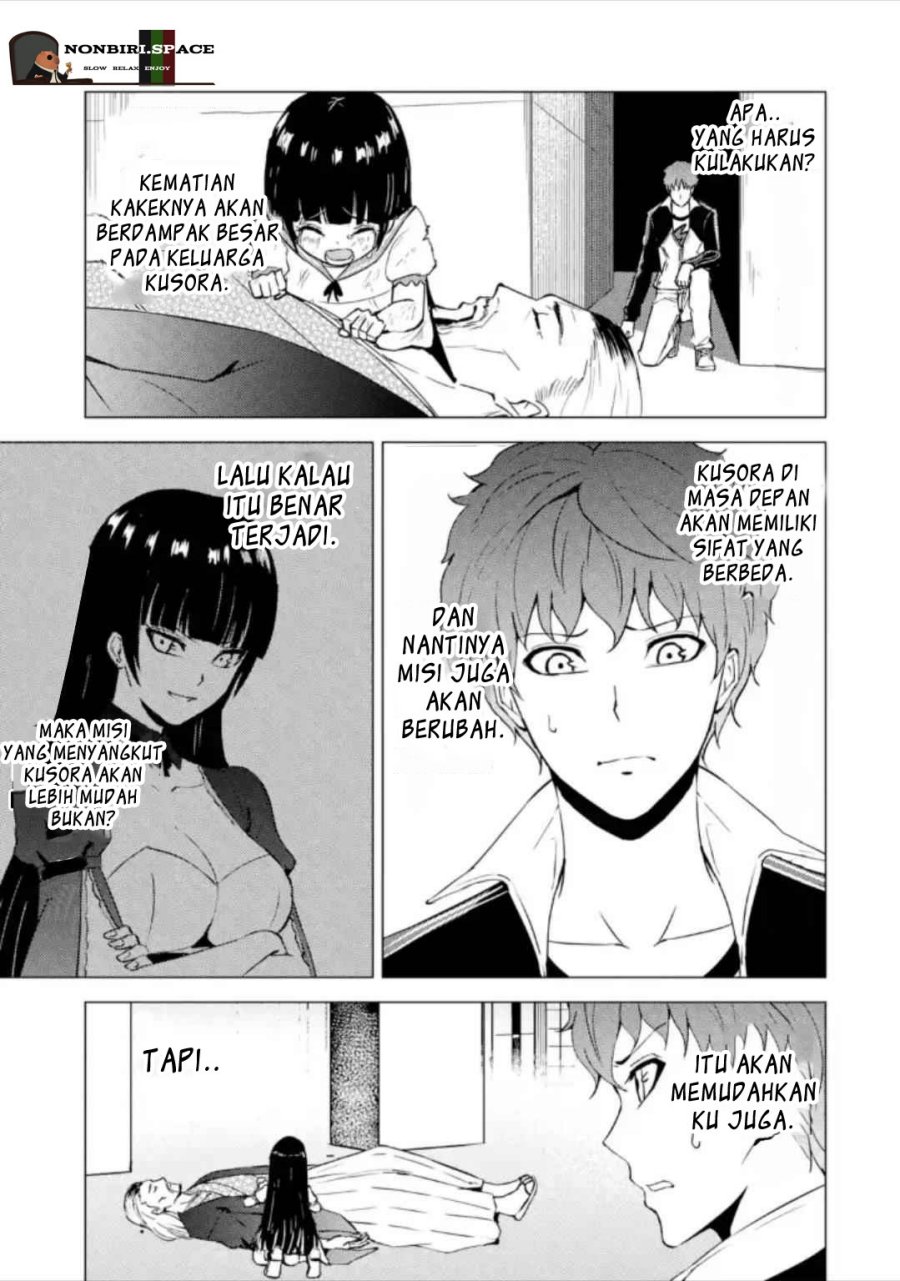 NONBIRI.SPACE
SLOW RELAX ENJOY
APA..
YANG HARUS
KULAKUKAN?
KEMATIAN
KAKEKNYA AKAN
BERDAMPAK BESAR
PADA KELUARGA
KUSORA.
KUSORA DI
MASA DEPAN
AKAN MEMILIKI
SIFAT YANG
BERBEDA.
DAN
NANTINYA
MISI JUGA
AKAN
BERUBAH.
LALU KALAU
ITU BENAR
TERJADI.
MAKA MISI
YANG MENYANGKUT
KUSORA AKAN
LEBIH MUDAH
BUKAN?
ITU AKAN
MEMUDAHKAN
KU JUGA.
TAPI..